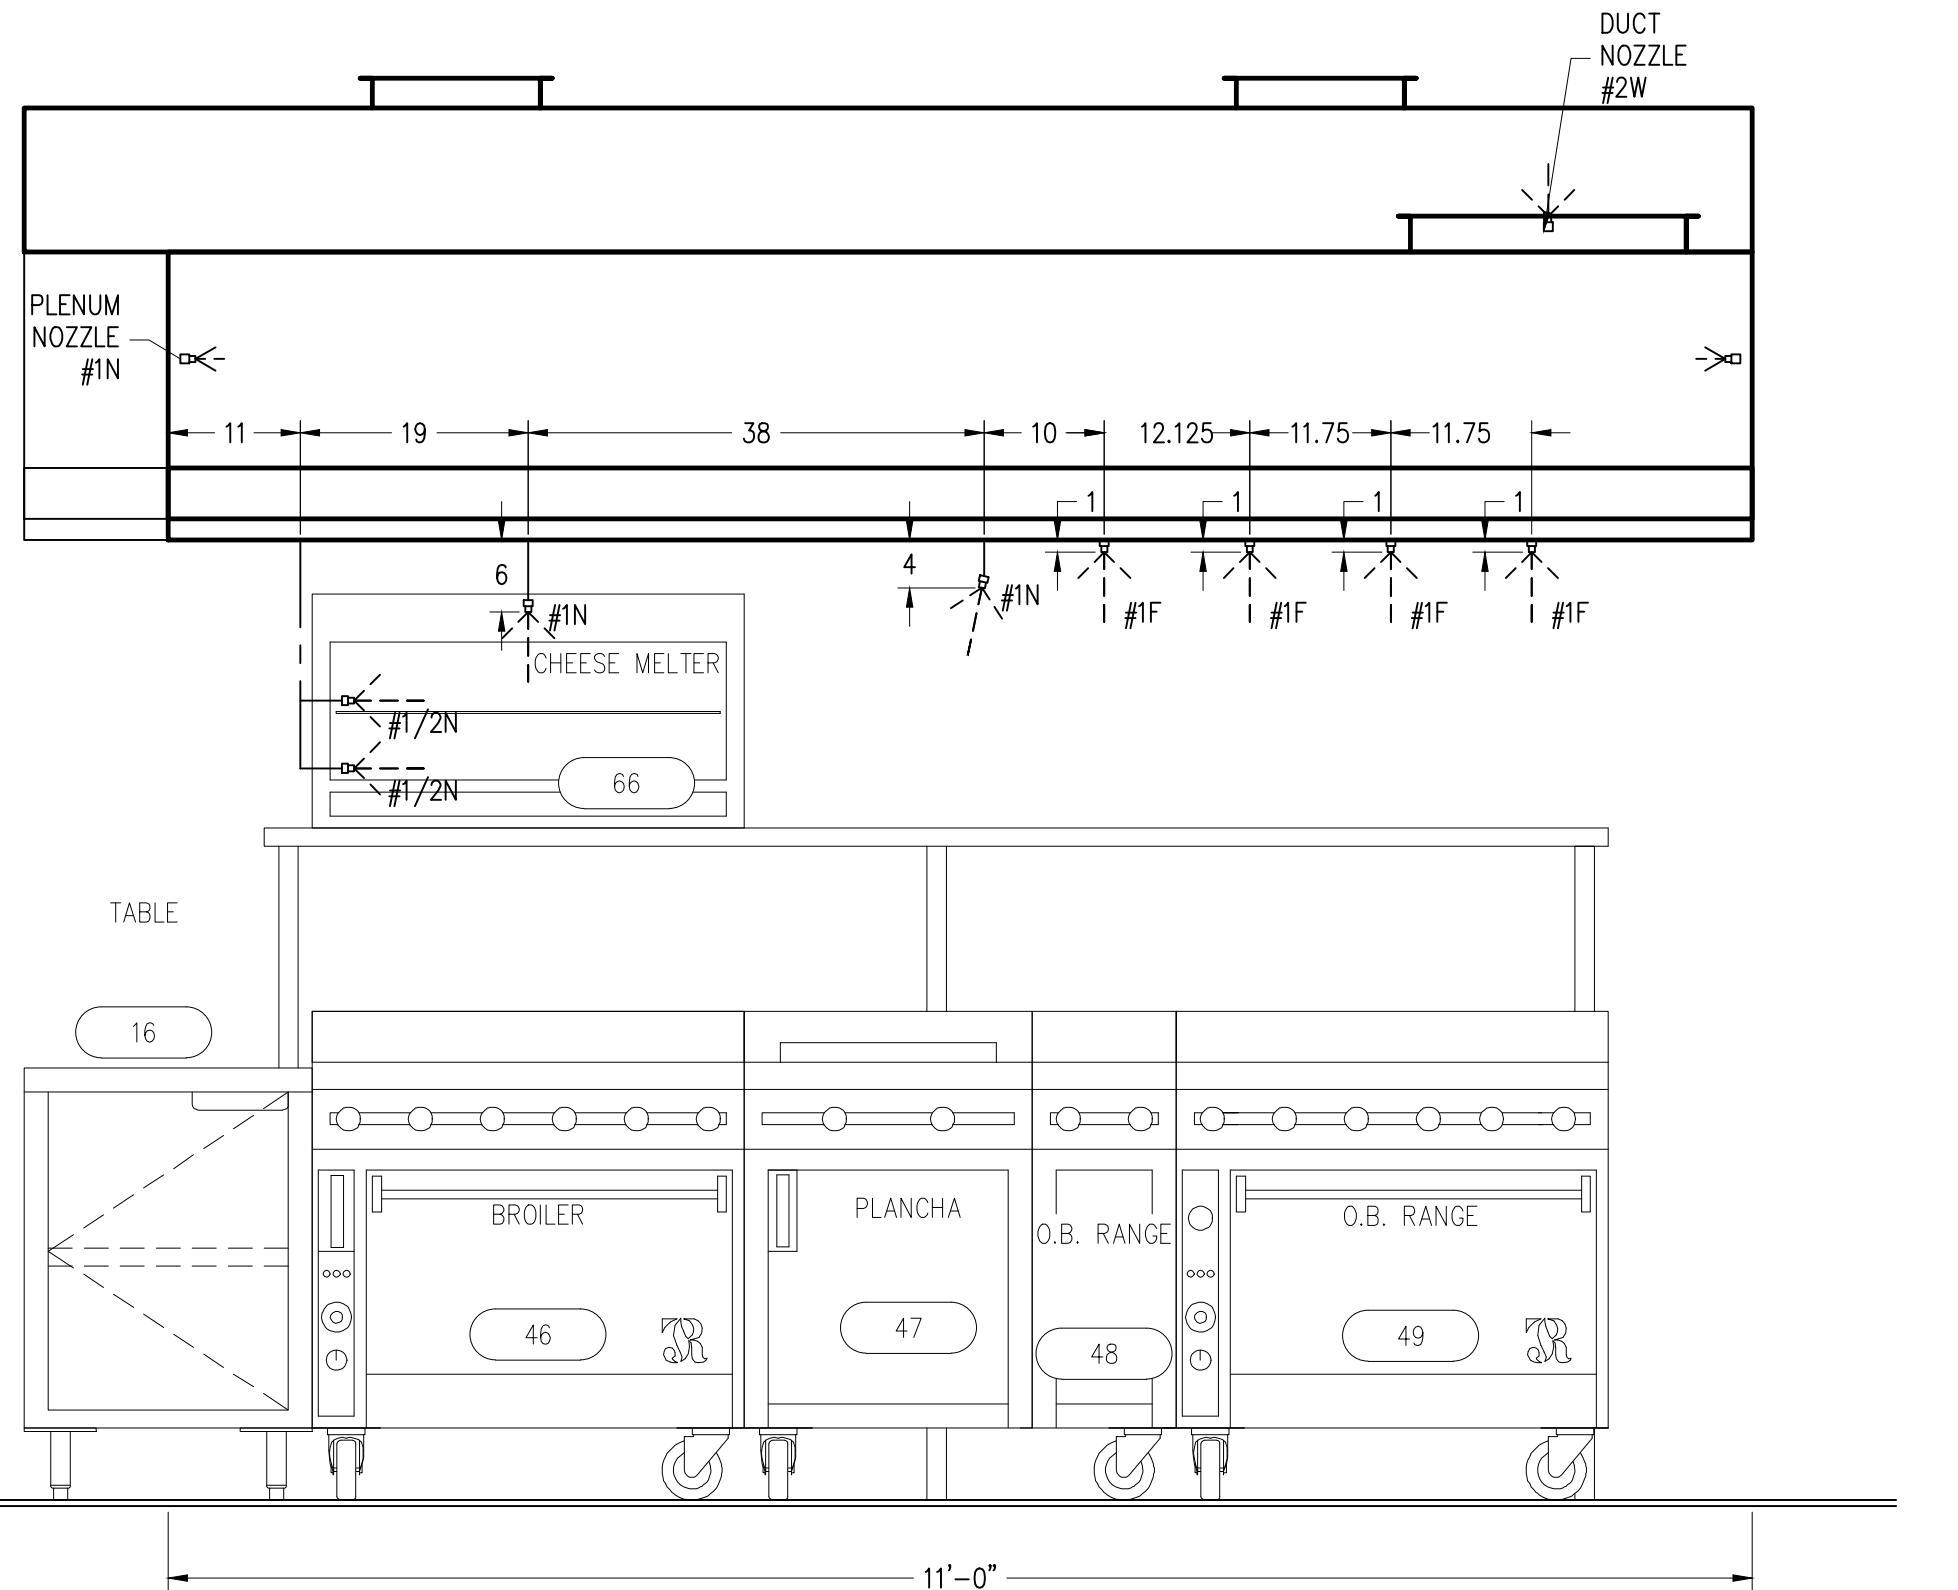 DUCT
NOZZLE
#2W
PLENUM
NOZZLE
#1N
11 19 38 10 12.125 11.75 11.75
1 1 1 1
6 4
#1N #1N #1F #1F #1F #1F
CHEESE MELTER
#1/2N
#1/2N
66
TABLE
16
BROILER PLANCHA O.B. RANGE O.B. RANGE
46 47 48 49
11'-0"